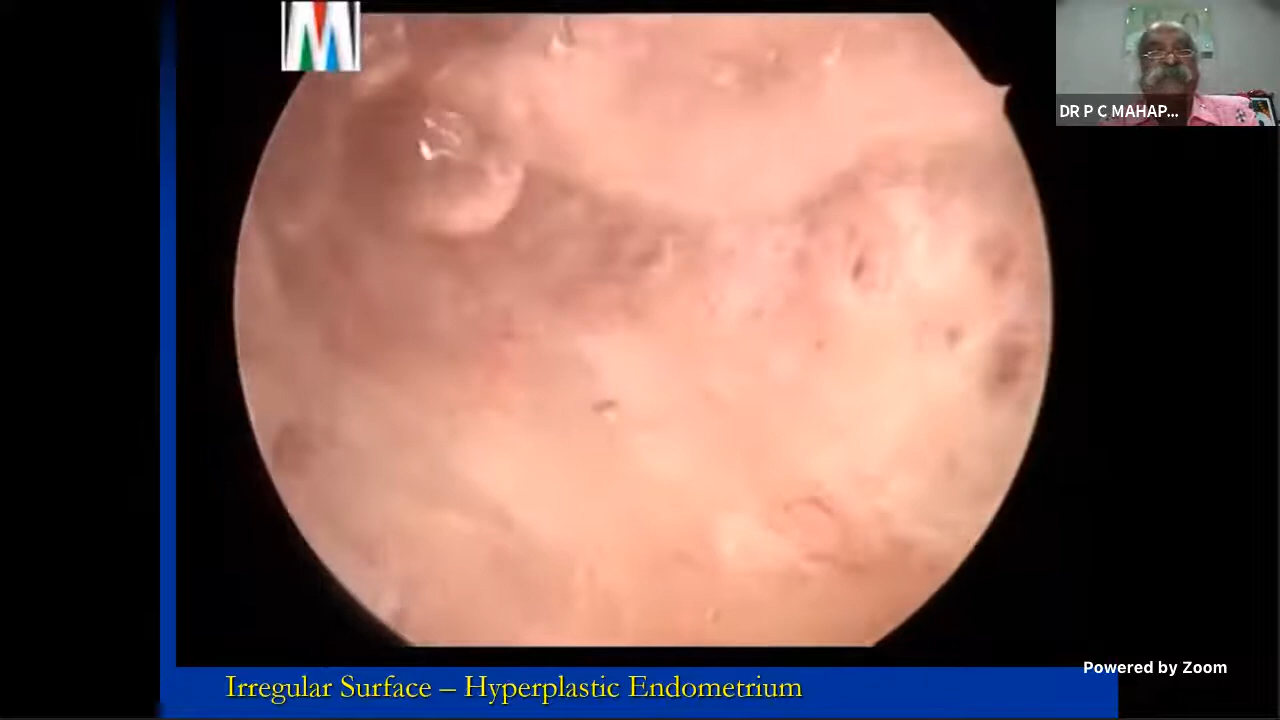 M
DR P C MAHAP...
Powered by Zoom
Irregular Surface – Hyperplastic Endometrium